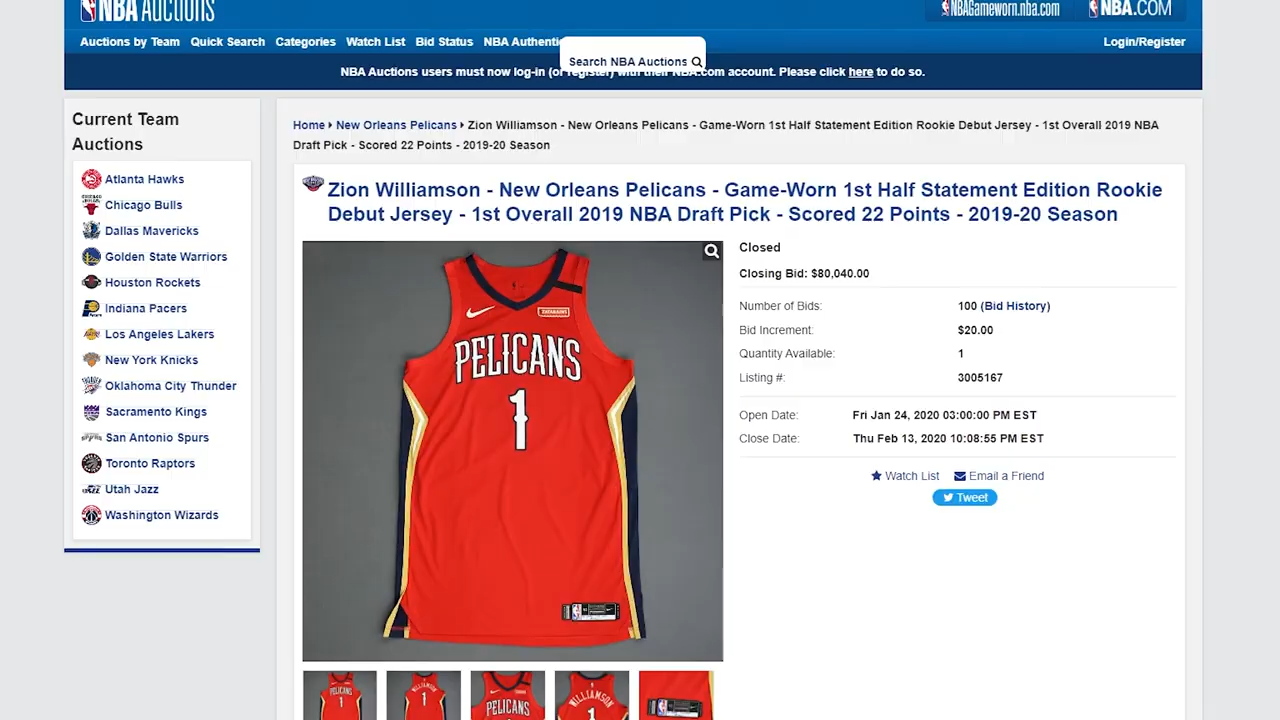 NBA AUCTIONS
NBAGameworn.nba.com
NBA.COM
Auctions by Team Quick Search Categories Watch List Bid Status NBA Authenti
Search NBA Auctions
Login/Register
NBA Auctions users must now log-in (or register) with their NBA.com account. Please click here to do so.
Current Team
Auctions
Atlanta Hawks
Chicago Bulls
Dallas Mavericks
Golden State Warriors
Houston Rockets
Indiana Pacers
Los Angeles Lakers
New York Knicks
Oklahoma City Thunder
Sacramento Kings
San Antonio Spurs
Toronto Raptors
Utah Jazz
Washington Wizards
Home New Orleans Pelicans Zion Williamson - New Orleans Pelicans - Game-Worn 1st Half Statement Edition Rookie Debut Jersey - 1st Overall 2019 NBA
Draft Pick - Scored 22 Points - 2019-20 Season
Zion Williamson - New Orleans Pelicans - Game-Worn 1st Half Statement Edition Rookie
Debut Jersey - 1st Overall 2019 NBA Draft Pick - Scored 22 Points - 2019-20 Season
ZATARAIN'S
PELICANS
1
Closed
Closing Bid: $80,040.00
Number of Bids: 100 (Bid History)
Bid Increment: $20.00
Quantity Available: 1
Listing #: 3005167
Open Date: Fri Jan 24, 2020 03:00:00 PM EST
Close Date: Thu Feb 13, 2020 10:08:55 PM EST
Watch List Email a Friend
Tweet
PELICANS
1
WILLIAMSON
1
PELICANS
WILLIAMSON
1